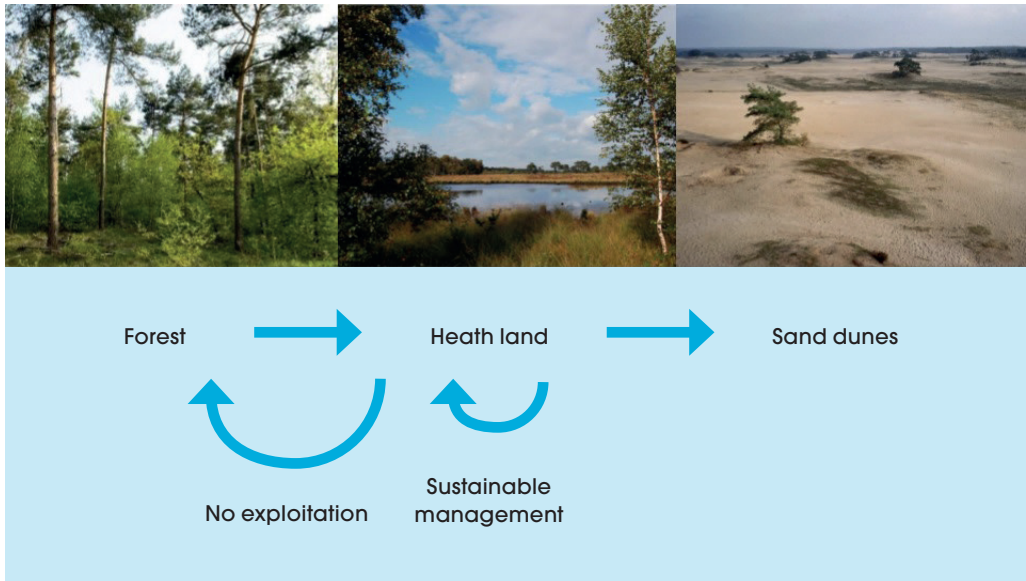 Forest
Heath land
Sand dunes
No exploitation
Sustainable
management